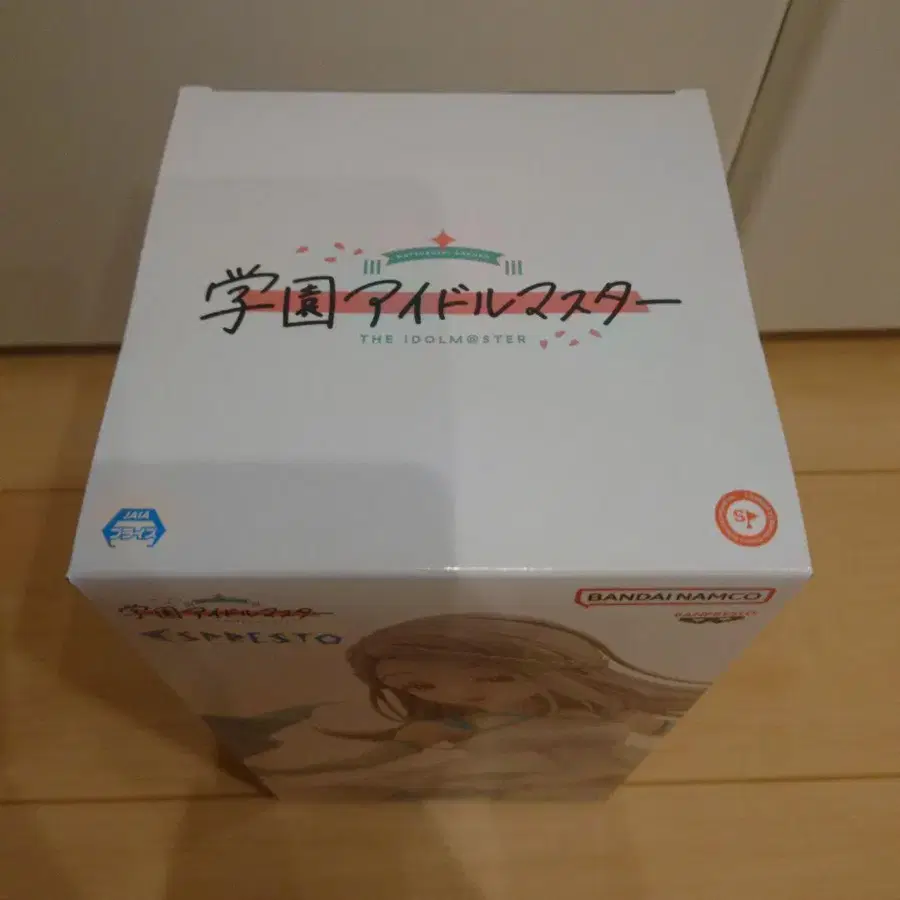 HATSUBOSHI GAKUEN
学園アイドルマスター
THE IDOLM@STER
JAIA
プライズ
S
BANDAI NAMCO
学園アイドルマスター
BANPRESTO
ESPRESTO